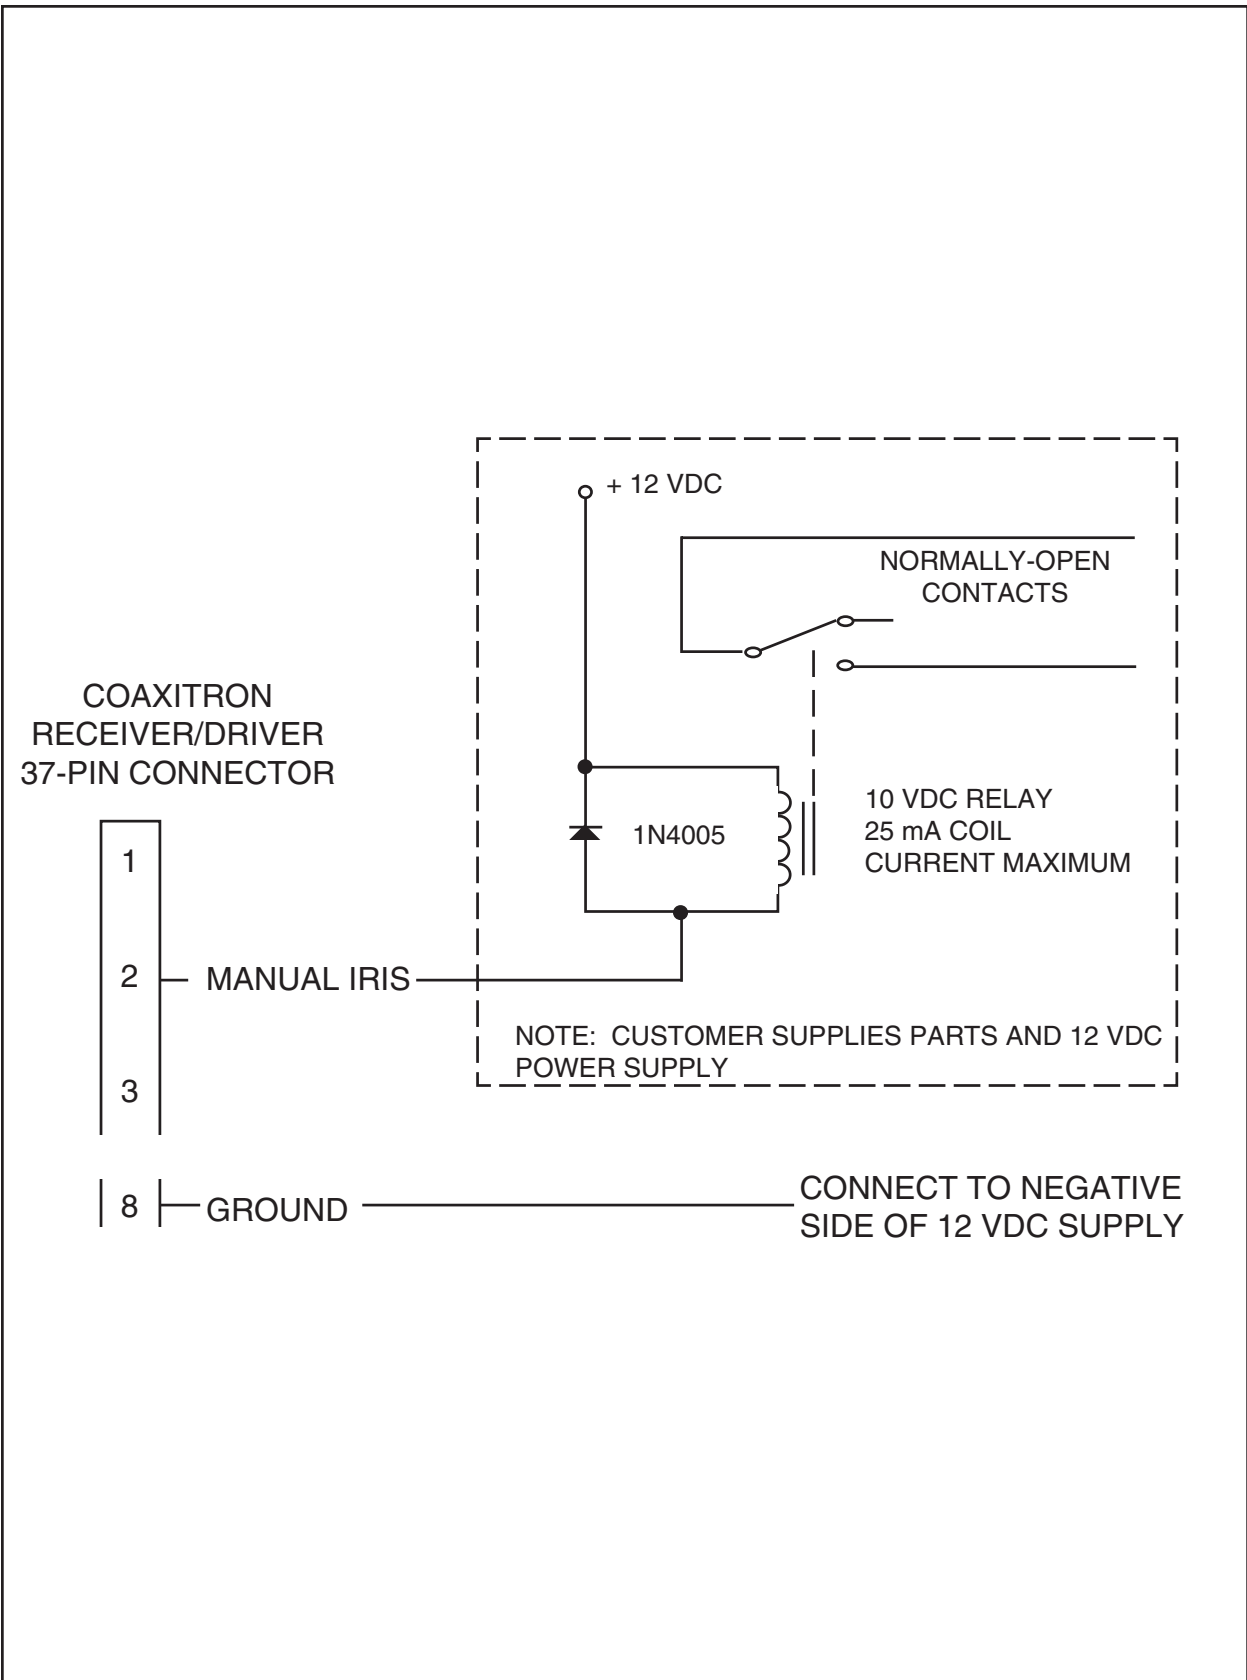 + 12 VDC
NORMALLY-OPEN
CONTACTS
COAXITRON
RECEIVER/DRIVER
37-PIN CONNECTOR
10 VDC RELAY
25 mA COIL
CURRENT MAXIMUM
1N4005
1
2
MANUAL IRIS
NOTE: CUSTOMER SUPPLIES PARTS AND 12 VDC
POWER SUPPLY
3
8
GROUND
CONNECT TO NEGATIVE
SIDE OF 12 VDC SUPPLY